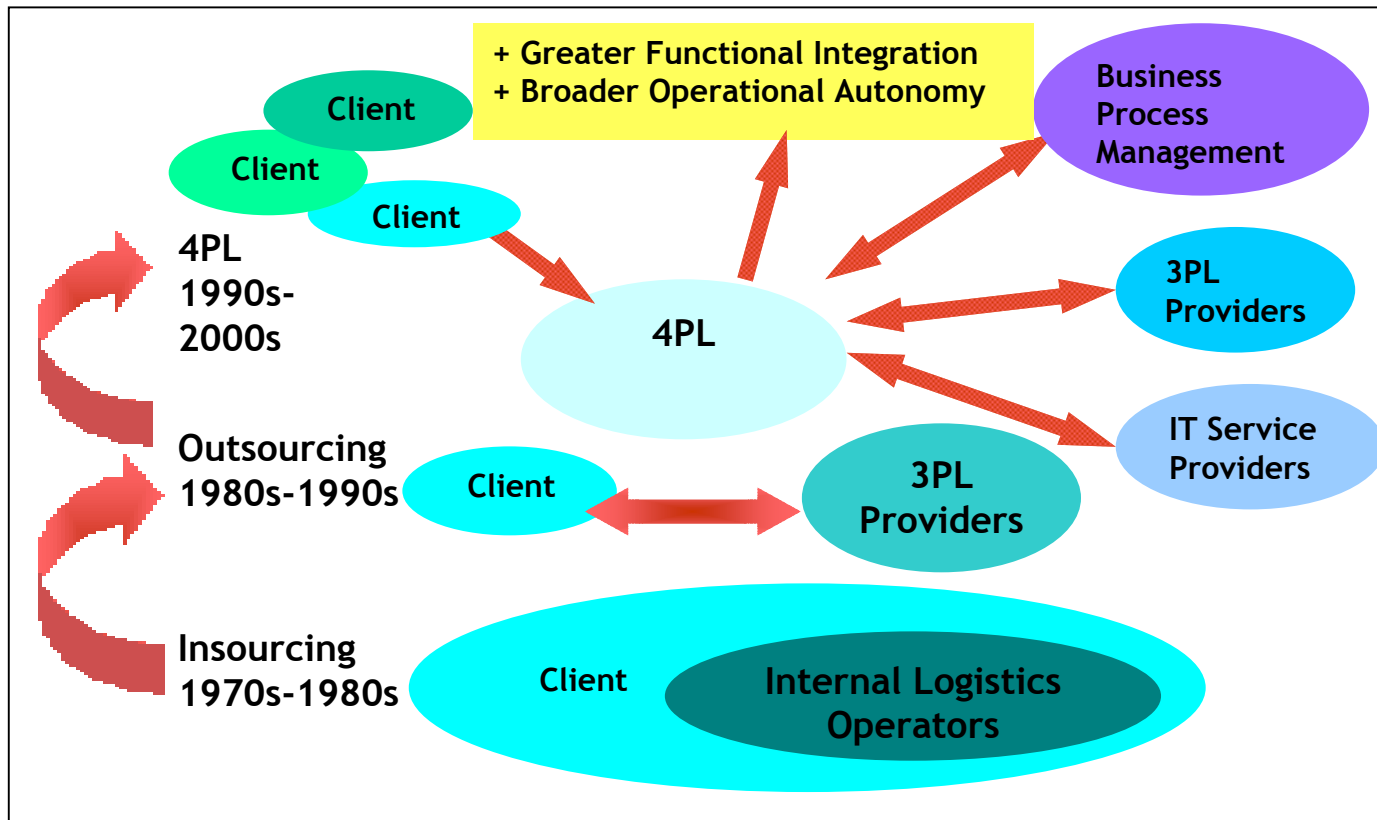 + Greater Functional Integration
+ Broader Operational Autonomy
Business
Process
Management
Client
Client
Client
4PL
1990s-
2000s
4PL
3PL
Providers
IT Service
Providers
Outsourcing
1980s-1990s
Client
3PL
Providers
Insourcing
1970s-1980s
Client
Internal Logistics
Operators